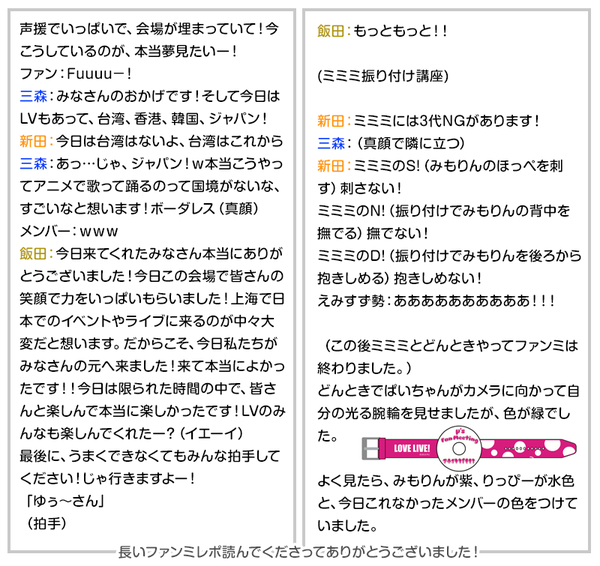 声援でいっぱいで、会場が埋まっていて！今
こうしているのが、本当夢見たいー！
ファン：Fuuuuー！
三森：みなさんのおかげです！そして今日は
LVもあって、台湾、香港、韓国、ジャパン！
新田：今日は台湾はないよ、台湾はこれから
三森：あっ…じゃ、ジャパン！w本当こうやっ
てアニメで歌って踊るのって国境がないな、
すごいなと想います！ボーダレス（真顔）
メンバー：www
飯田：今日来てくれたみなさん本当にありが
とうございました！今日この会場で皆さんの
笑顔で力をいっぱいもらいました！上海で日
本でのイベントやライブに来るのが中々大
変だと想います。だからこそ、今日私たちが
みなさんの元へ来ました！来て本当によかっ
たです！！今日は限られた時間の中で、皆さ
んと楽しんで本当に楽しかったです！LVのみ
んなも楽しんでくれたー？（イエーイ）
最後に、うまくできなくてもみんな拍手して
ください！じゃ行きますよー！
「ゆぅ〜さん」
（拍手）
飯田：もっともっと！！
(ミミミ振り付け講座)
新田：ミミミには3代NGがあります！
三森：（真顔で隣に立つ）
新田：ミミミのS!（みもりんのほっぺを刺
す）刺さない！
ミミミのN!（振り付けでみもりんの背中を
撫でる）撫でない！
ミミミのD!（振り付けでみもりんを後ろから
抱きしめる）抱きしめない！
えみすず勢：ああああああああああ！！！
（この後ミミミとどんときやってファンミは
終わりました。）
どんときでぱいちゃんがカメラに向かって自
分の光る腕輪を見せましたが、色が緑でし
た。
LOVE LIVE!
μ's
Fan Meeting
よく見たら、みもりんが紫、りっぴーが水色
と、今日これなかったメンバーの色をつけて
いました。
長いファンミレポ読んでくださってありがとうございました！